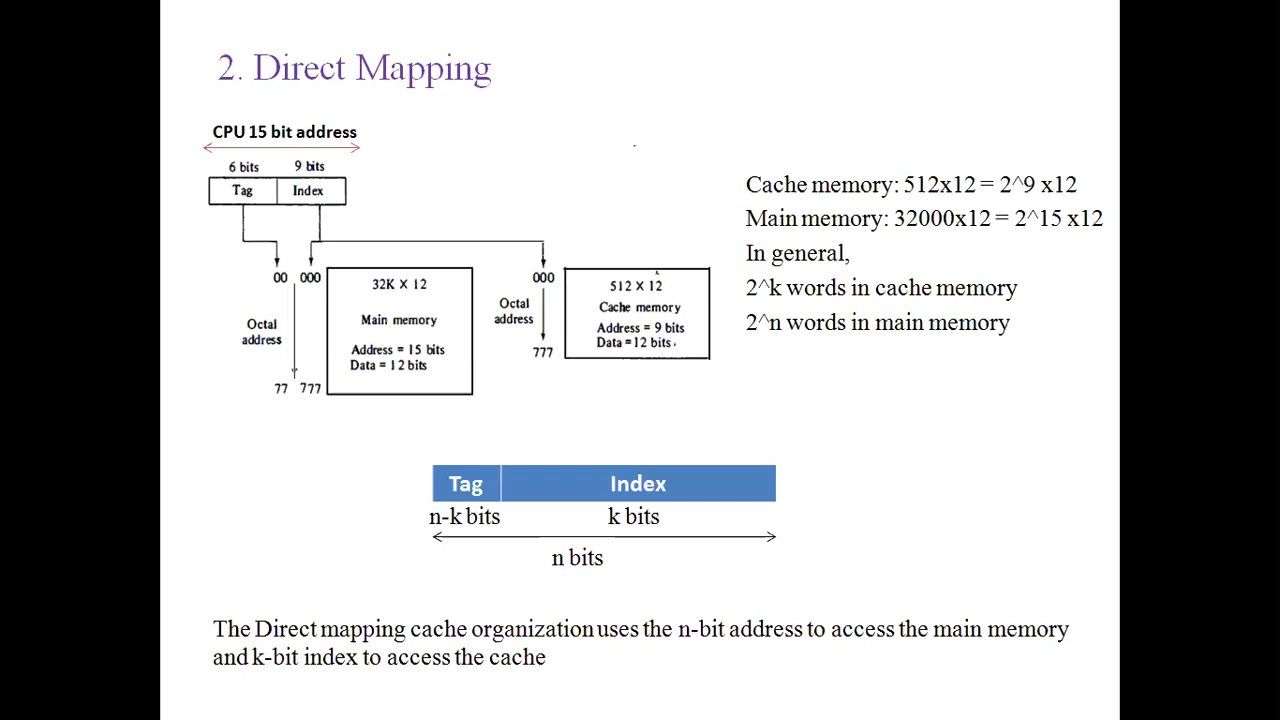 2. Direct Mapping
CPU 15 bit address
6 bits 9 bits
Tag Index
00 000
Octal
address
77 777
32K X 12
Main memory
Address = 15 bits
Data = 12 bits
000
Octal
address
777
512 X 12
Cache memory
Address = 9 bits
Data = 12 bits
Cache memory: 512x12 = 2^9 x12
Main memory: 32000x12 = 2^15 x12
In general,
2^k words in cache memory
2^n words in main memory
Tag Index
n-k bits k bits
n bits
The Direct mapping cache organization uses the n-bit address to access the main memory
and k-bit index to access the cache